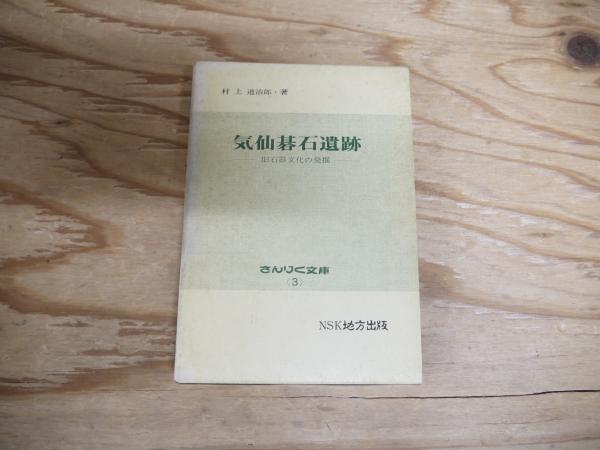 村上道治郎・著
気仙碁石遺跡
—旧石器文化の発掘—
さんりく文庫
(3)
NSK地方出版